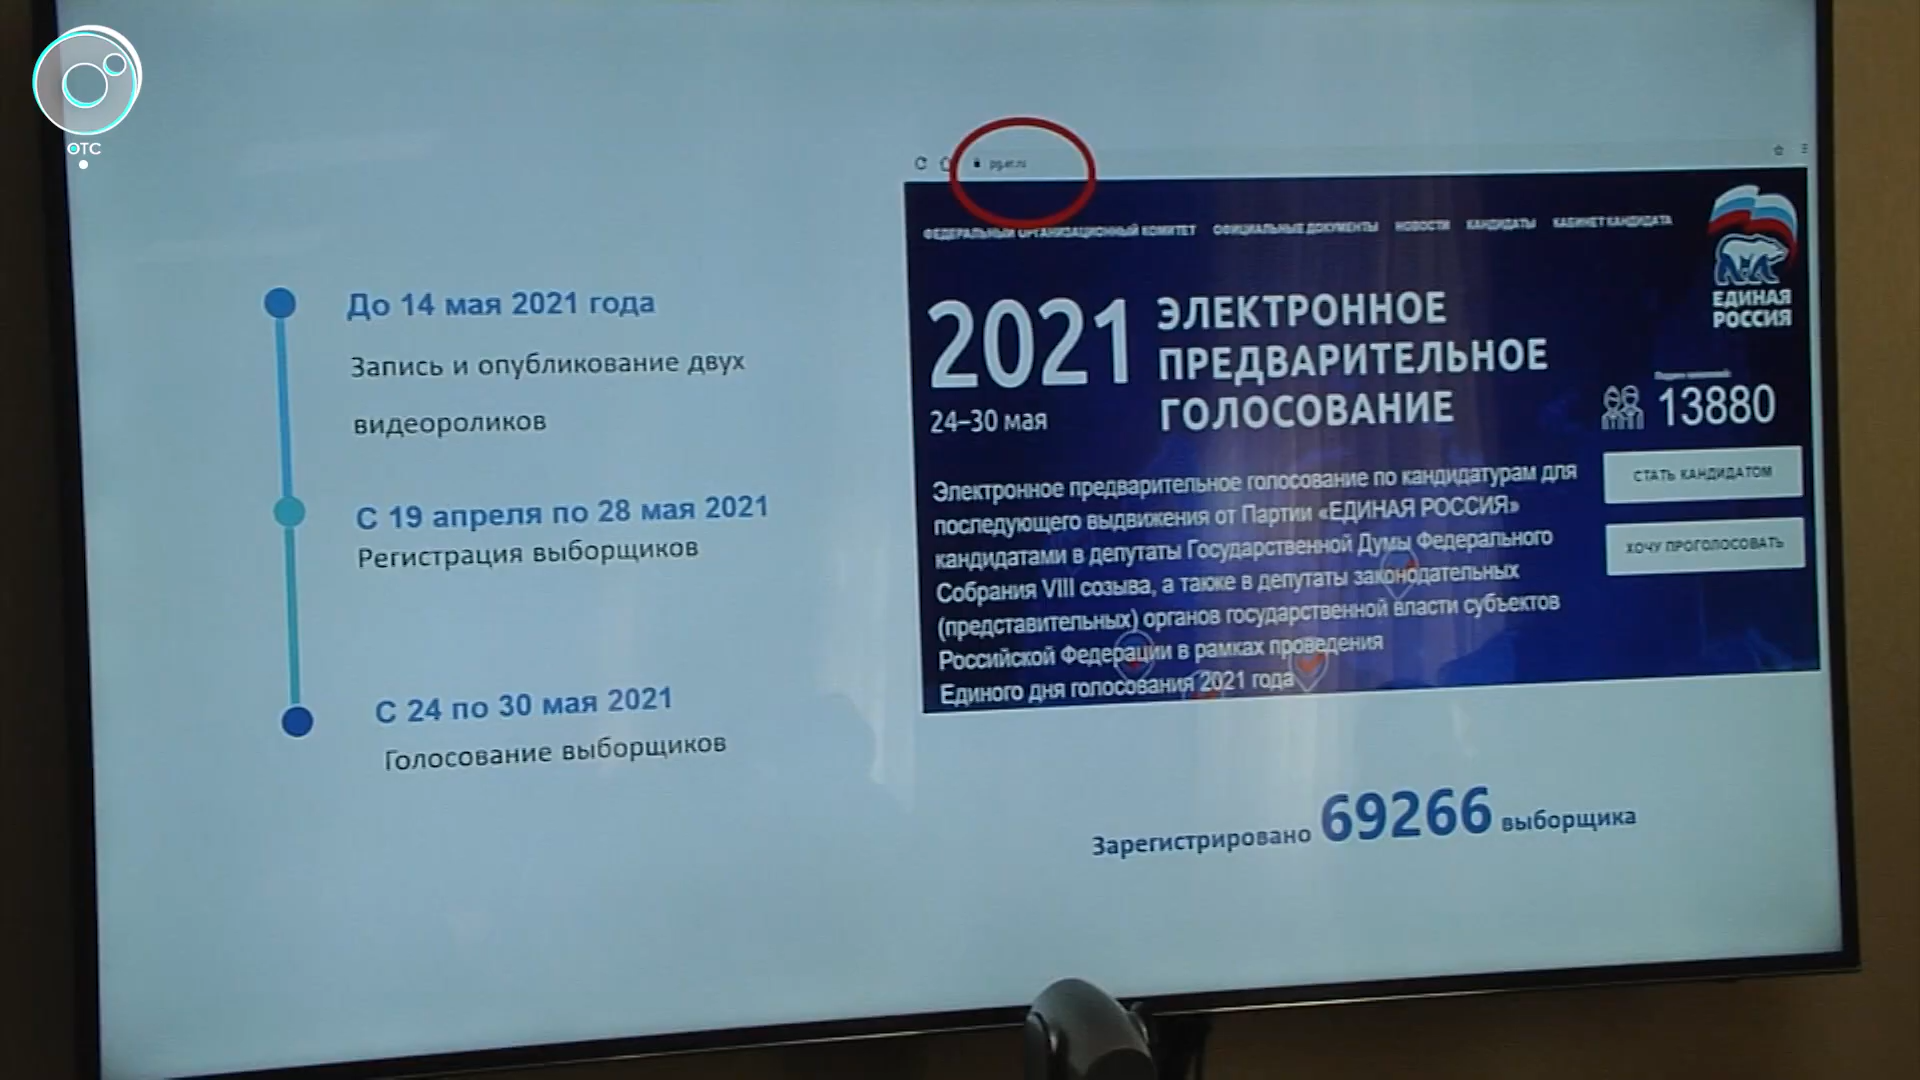 ОТС
До 14 мая 2021 года
Запись и опубликование двух
видеороликов
С 19 апреля по 28 мая 2021
Регистрация выборщиков
С 24 по 30 мая 2021
Голосование выборщиков
pg.er.ru
ФЕДЕРАЛЬНЫЙ ОРГАНИЗАЦИОННЫЙ КОМИТЕТ ОФИЦИАЛЬНЫЕ ДОКУМЕНТЫ НОВОСТИ КАНДИДАТЫ КАБИНЕТ КАНДИДАТА
ЕДИНАЯ
РОССИЯ
2021 ЭЛЕКТРОННОЕ
ПРЕДВАРИТЕЛЬНОЕ
ГОЛОСОВАНИЕ
24–30 мая
13880
СТАТЬ КАНДИДАТОМ
ХОЧУ ПРОГОЛОСОВАТЬ
Электронное предварительное голосование по кандидатурам для
последующего выдвижения от Партии «ЕДИНАЯ РОССИЯ»
кандидатами в депутаты Государственной Думы Федерального
Собрания VIII созыва, а также в депутаты законодательных
(представительных) органов государственной власти субъектов
Российской Федерации в рамках проведения
Единого дня голосования 2021 года
Зарегистрировано 69266 выборщика